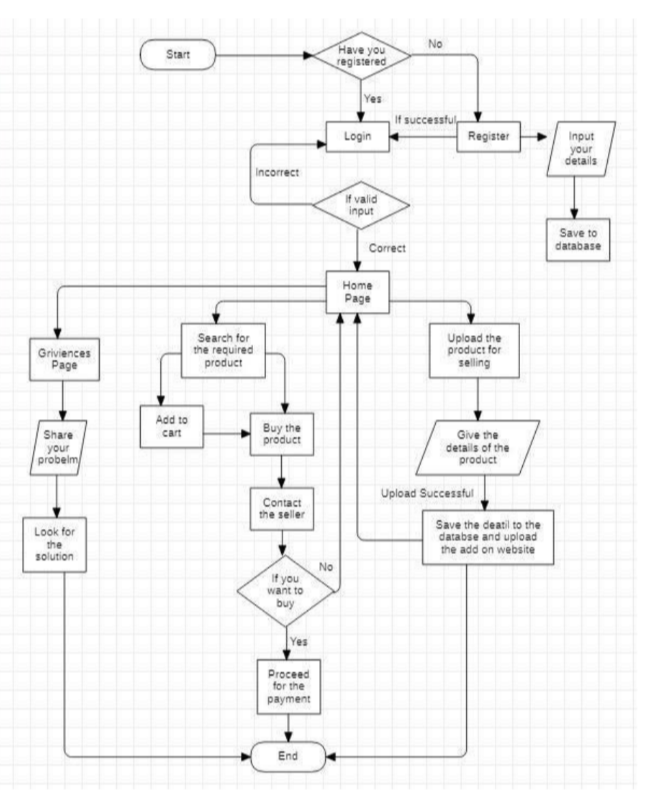 Start
Have you
registered
No
Yes
If successful
Login
Register
Input
your
details
Incorrect
If valid
input
Save to
database
Correct
Home
Page
Search for
the required
product
Upload the
product for
selling
Griviences
Page
Add to
cart
Buy the
product
Share
your
probelm
Give the
details of the
product
Upload Successful
Contact
the seller
Look for
the
solution
Save the deatil to the
databse and upload
the add on website
If you
want to
buy
No
Yes
Proceed
for the
payment
End